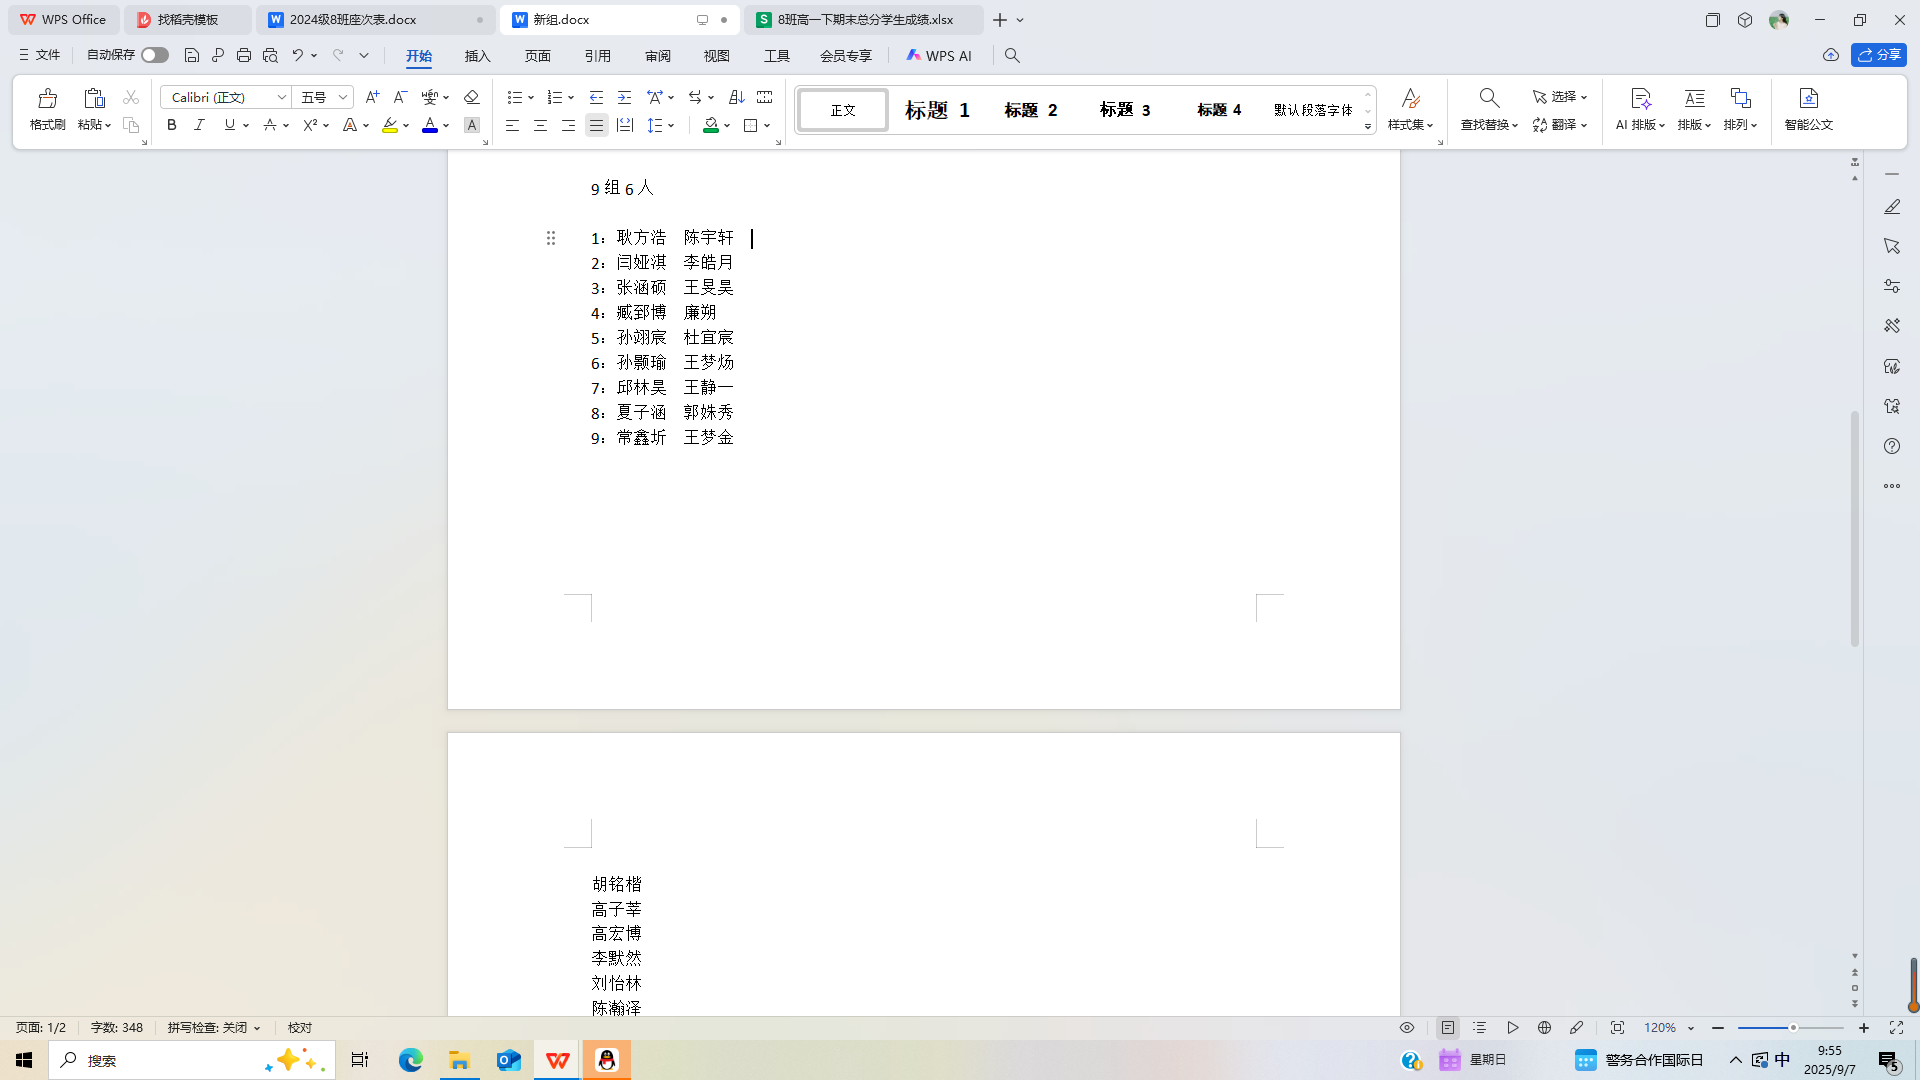 WPS Office 找稻壳模板 2024级8班座次表.docx 新组.docx 8班高一下期末总分学生成绩.xlsx
文件 自动保存 开始 插入 页面 引用 审阅 视图 工具 会员专享 WPS AI 分享
Calibri (正文) 五号 正文 标题 1 标题 2 标题 3 标题 4 默认段落字体 选择
格式刷 粘贴 样式集 查找替换 翻译 AI 排版 排版 排列 智能公文
9 组 6 人
1：耿方浩 陈宇轩
2：闫娅淇 李皓月
3：张涵硕 王旻昊
4：臧郅博 廉朔
5：孙翊宸 杜宜宸
6：孙颢瑜 王梦炀
7：邱林昊 王静一
8：夏子涵 郭姝秀
9：常鑫圻 王梦金
胡铭楷
高子莘
高宏博
李默然
刘怡林
陈瀚泽
页面: 1/2 字数: 348 拼写检查: 关闭 校对 120%
搜索 星期日 警务合作国际日 中 9:55
2025/9/7 5